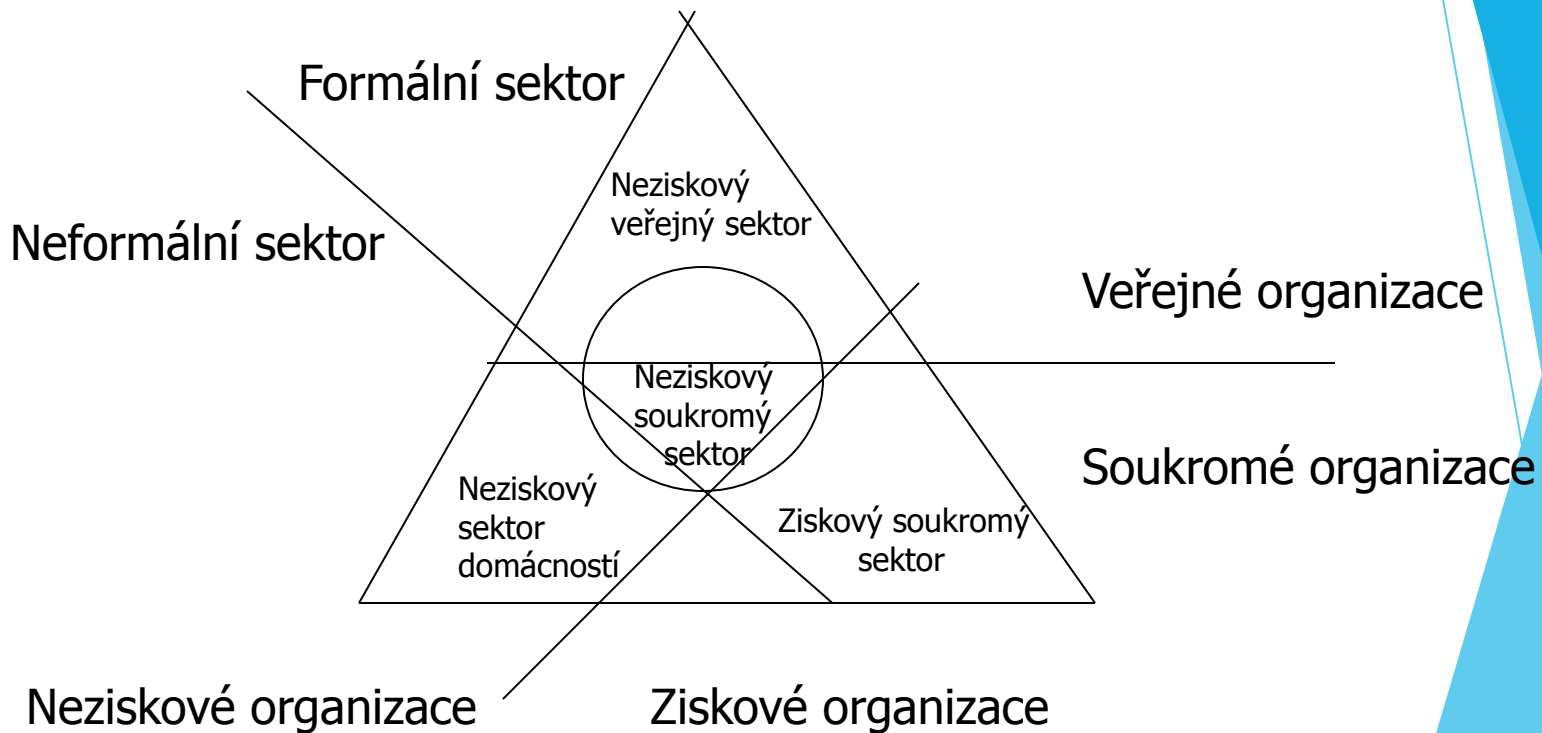 Formální sektor
Neziskový
veřejný sektor
Neformální sektor
Veřejné organizace
Neziskový
soukromý
sektor
Soukromé organizace
Neziskový
sektor
domácností
Ziskový soukromý
sektor
Neziskové organizace
Ziskové organizace